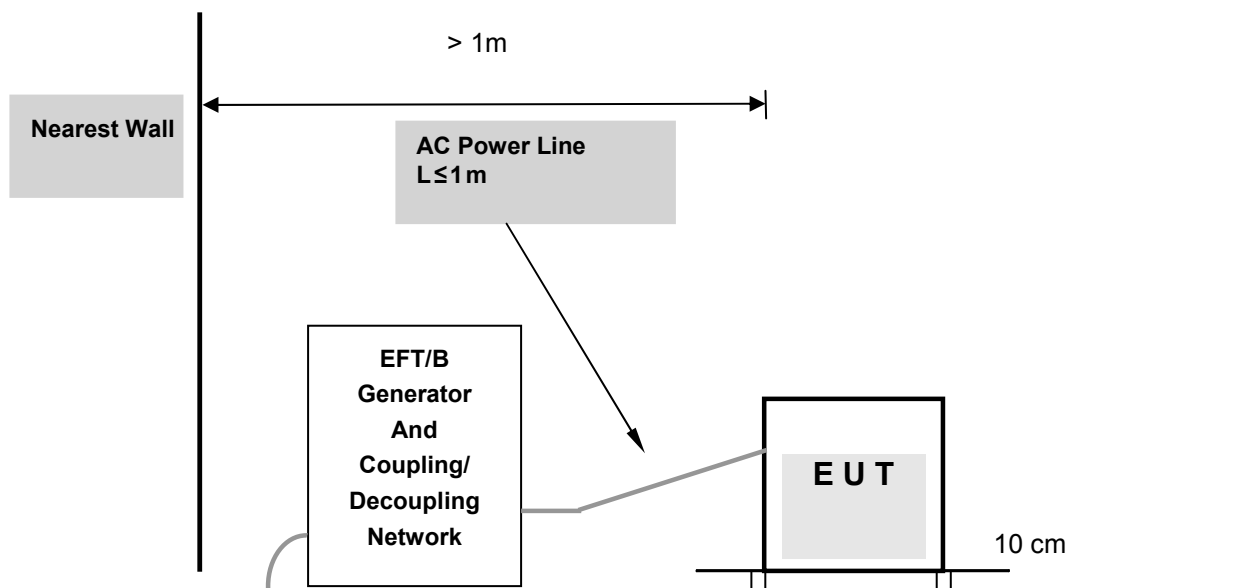 > 1m
Nearest Wall
AC Power Line
L≤1m
EFT/B
Generator
And
Coupling/
Decoupling
Network
E U T
10 cm